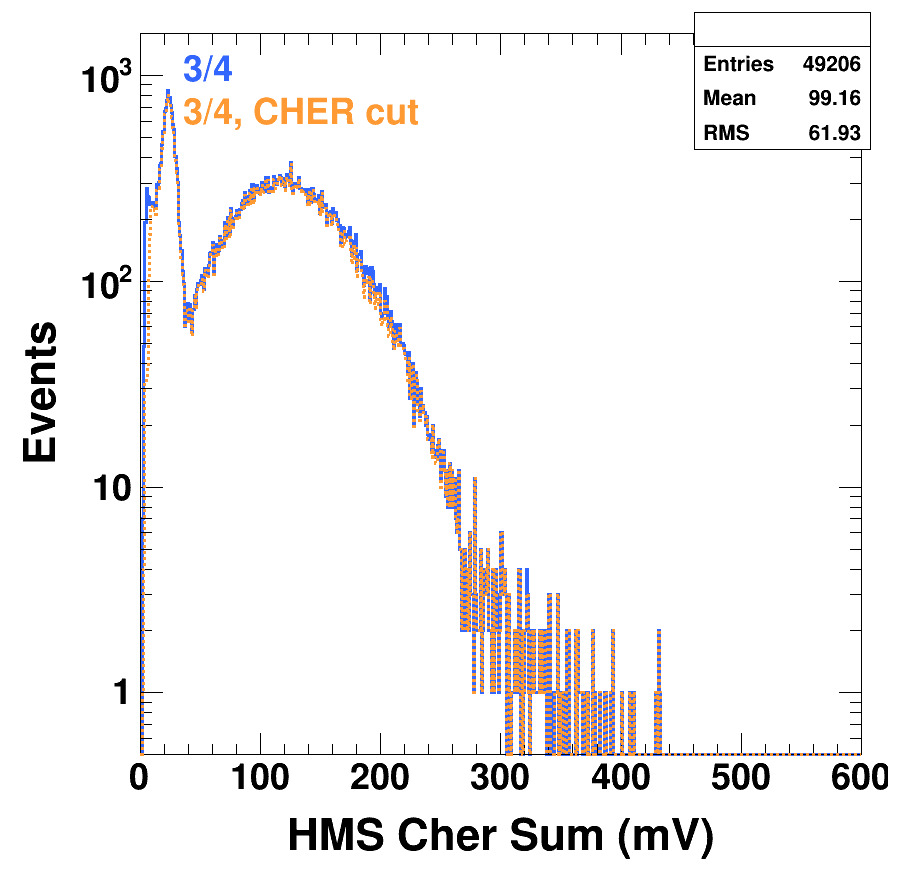 3/4
3/4, CHER cut
Entries 49206
Mean 99.16
RMS 61.93
10³
10²
10
1
Events
0 100 200 300 400 500 600
HMS Cher Sum (mV)